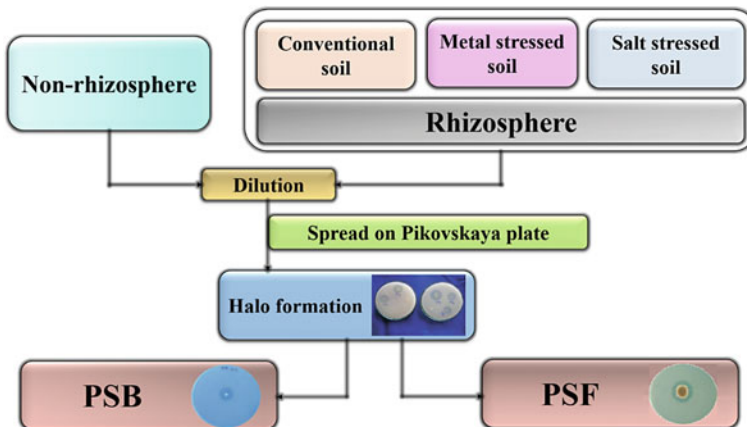 Non-rhizosphere
Conventional
soil
Metal stressed
soil
Salt stressed
soil
Rhizosphere
Dilution
Spread on Pikovskaya plate
Halo formation
PSB
PSF